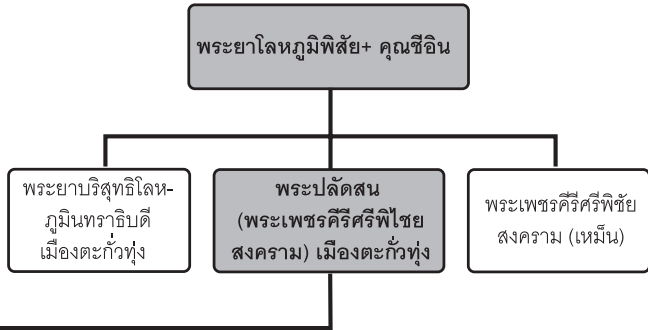 พระยาโลหภูมิพิสัย+ คุณชีอิน
พระยาบริสุทธิโลห-
ภูมินทราธิบดี
เมืองตะกั่วทุ่ง
พระปลัดสน
(พระเพชรคีรีศรีพิไชย
สงคราม) เมืองตะกั่วทุ่ง
พระเพชรคีรีศรีพิชัย
สงคราม (เหม็น)